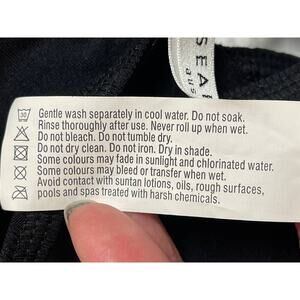 SEA
aus
30
Gentle wash separately in cool water. Do not soak.
Rinse thoroughly after use. Never roll up when wet.
Do not bleach. Do not tumble dry.
Do not dry clean. Do not iron. Dry in shade.
Some colours may fade in sunlight and chlorinated water.
Some colours may bleed or transfer when wet.
Avoid contact with suntan lotions, oils, rough surfaces,
pools and spas treated with harsh chemicals.